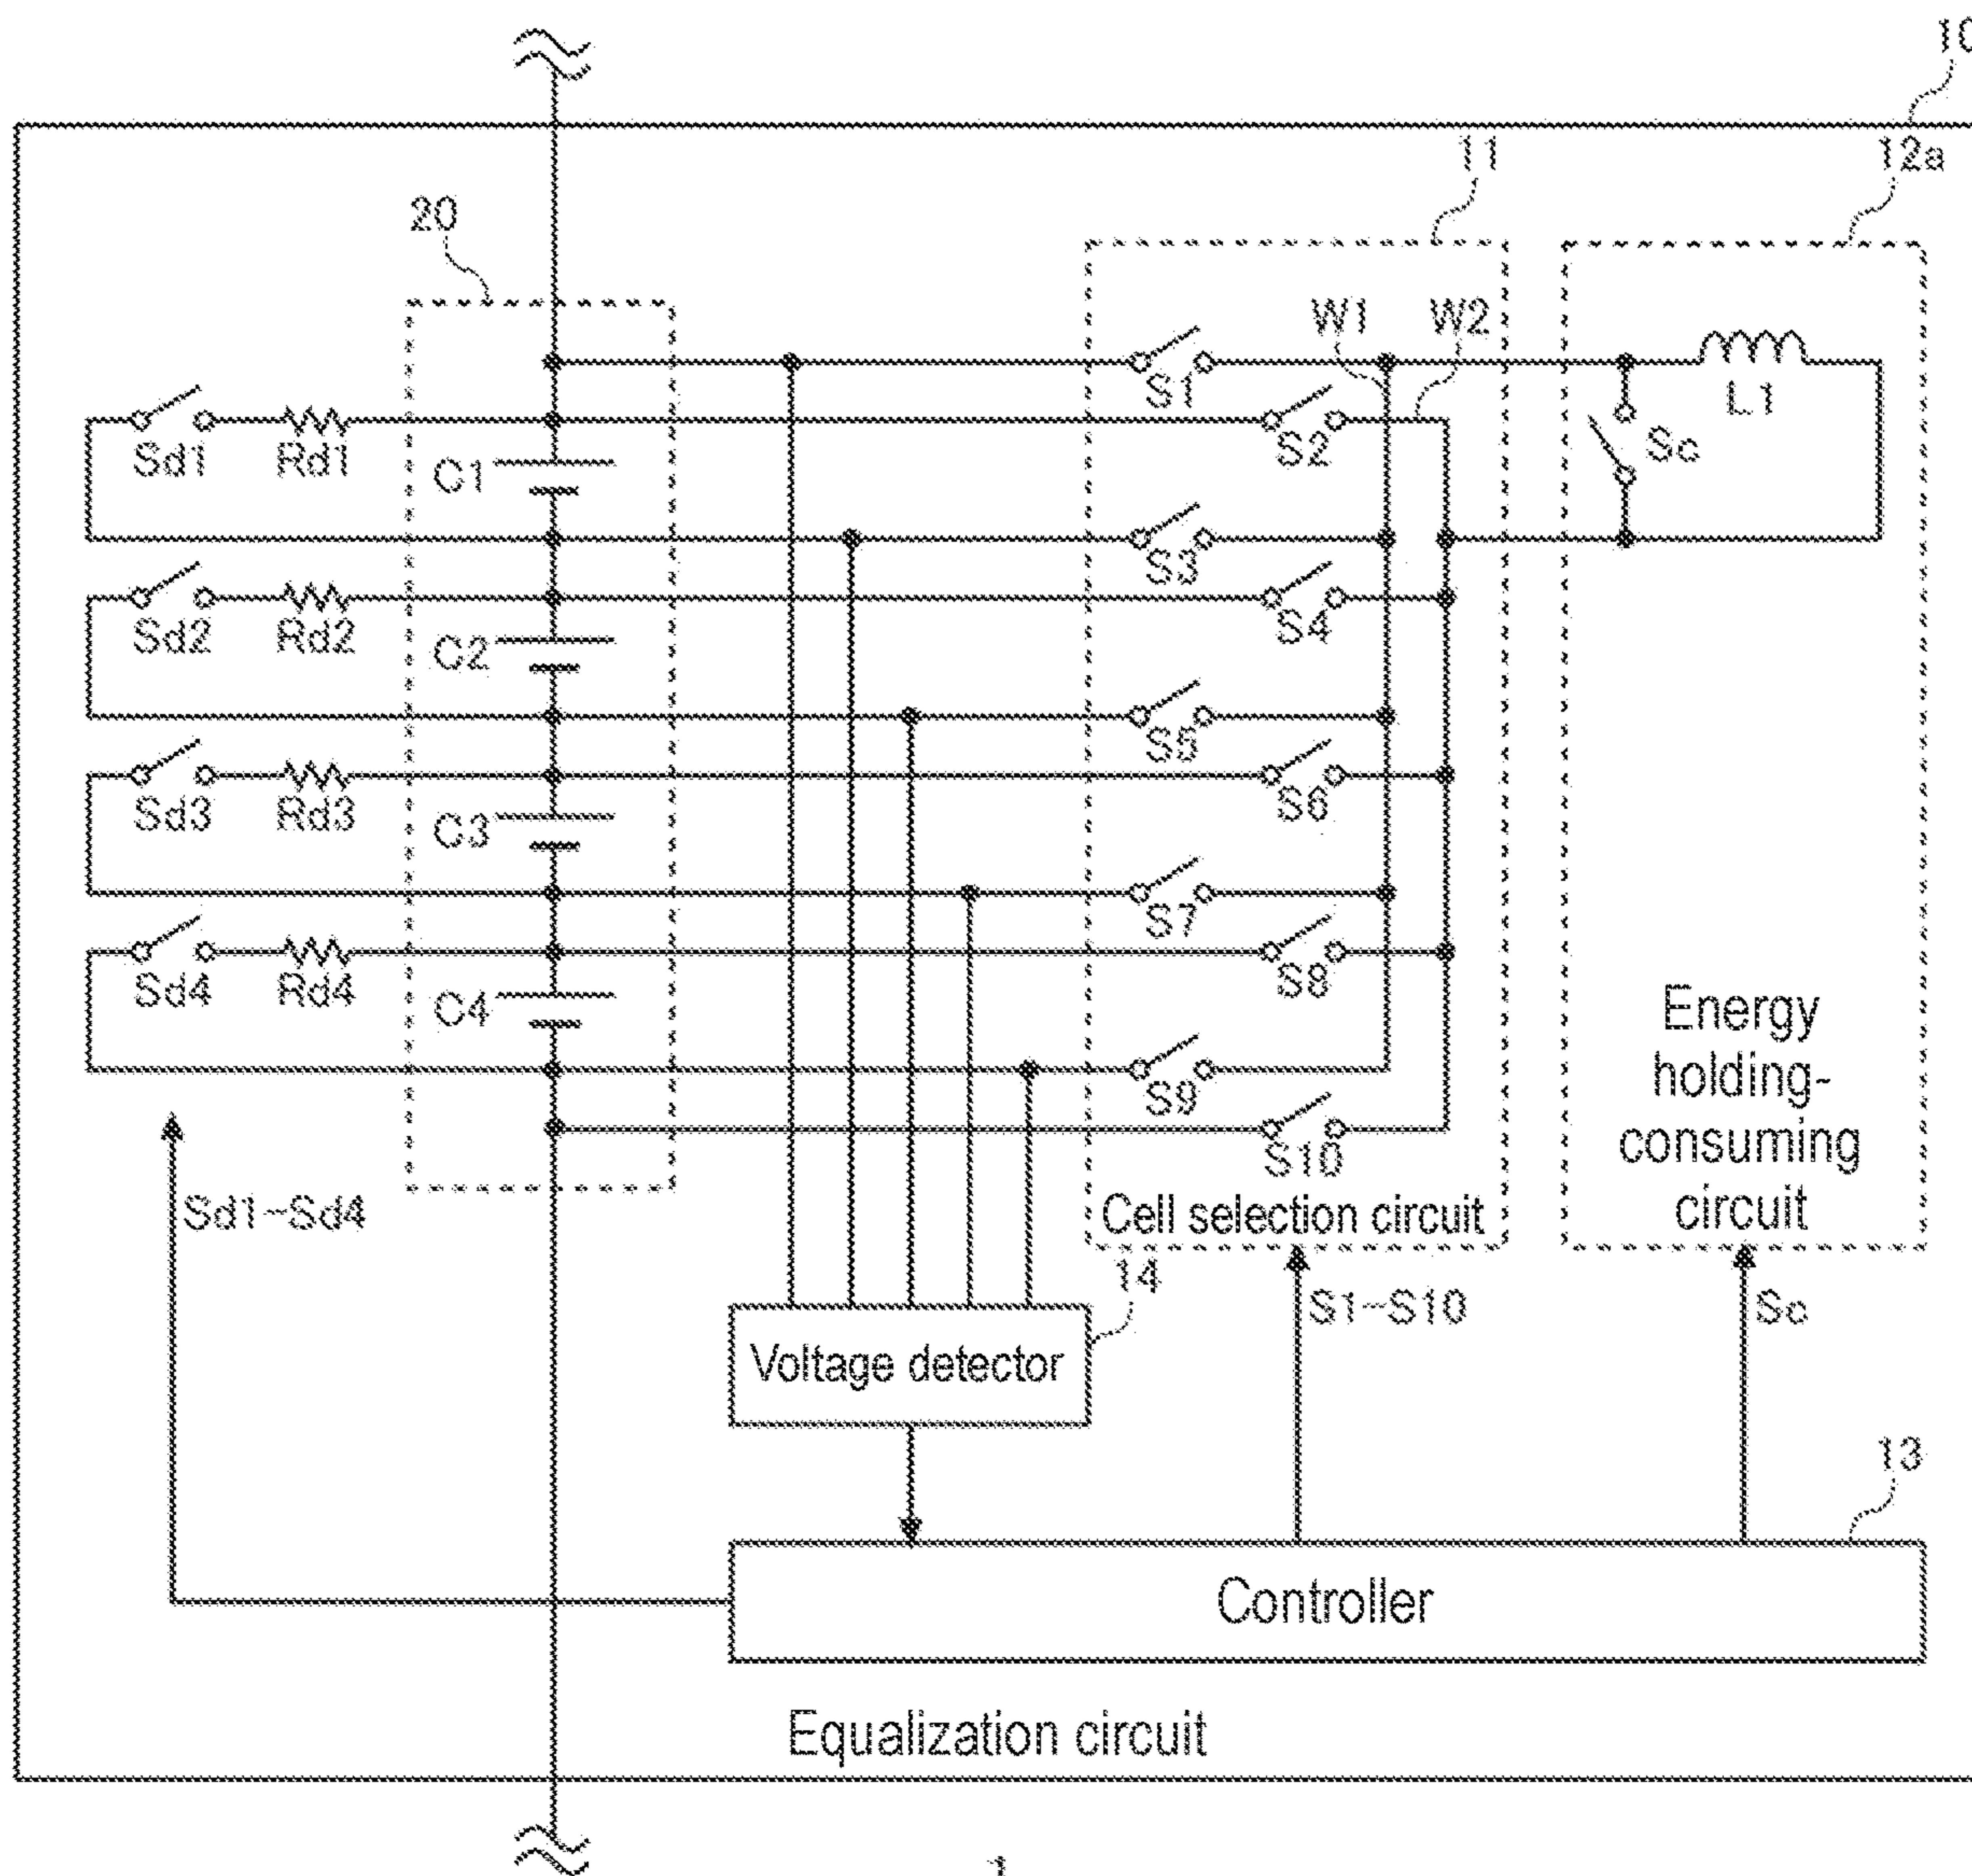 10
11
12a
20
W1
W2
S1
L1
Sd1
Rd1
C1
S2
Sc
S3
Sd2
Rd2
C2
S4
S5
Sd3
Rd3
C3
S6
S7
Sd4
Rd4
C4
S8
Energy
holding-
consuming
circuit
S9
S10
Sd1~Sd4
Cell selection circuit
14
S1~S10
Sc
Voltage detector
13
Controller
Equalization circuit